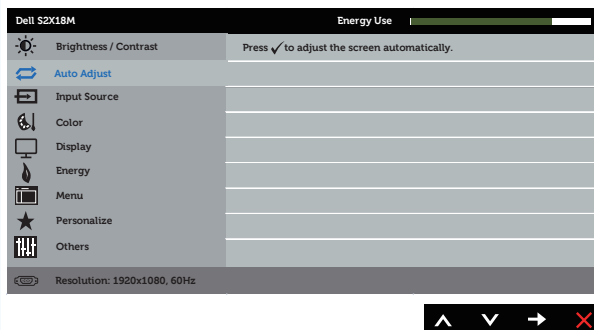 Dell S2X18M
Energy Use
Brightness / Contrast
Press ✓ to adjust the screen automatically.
Auto Adjust
Input Source
Color
Display
Energy
Menu
Personalize
Others
Resolution: 1920x1080, 60Hz